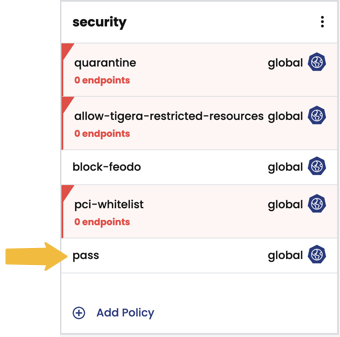 security
quarantine global
0 endpoints
allow-tigera-restricted-resources global
0 endpoints
block-feodo global
pci-whitelist global
0 endpoints
pass global
Add Policy